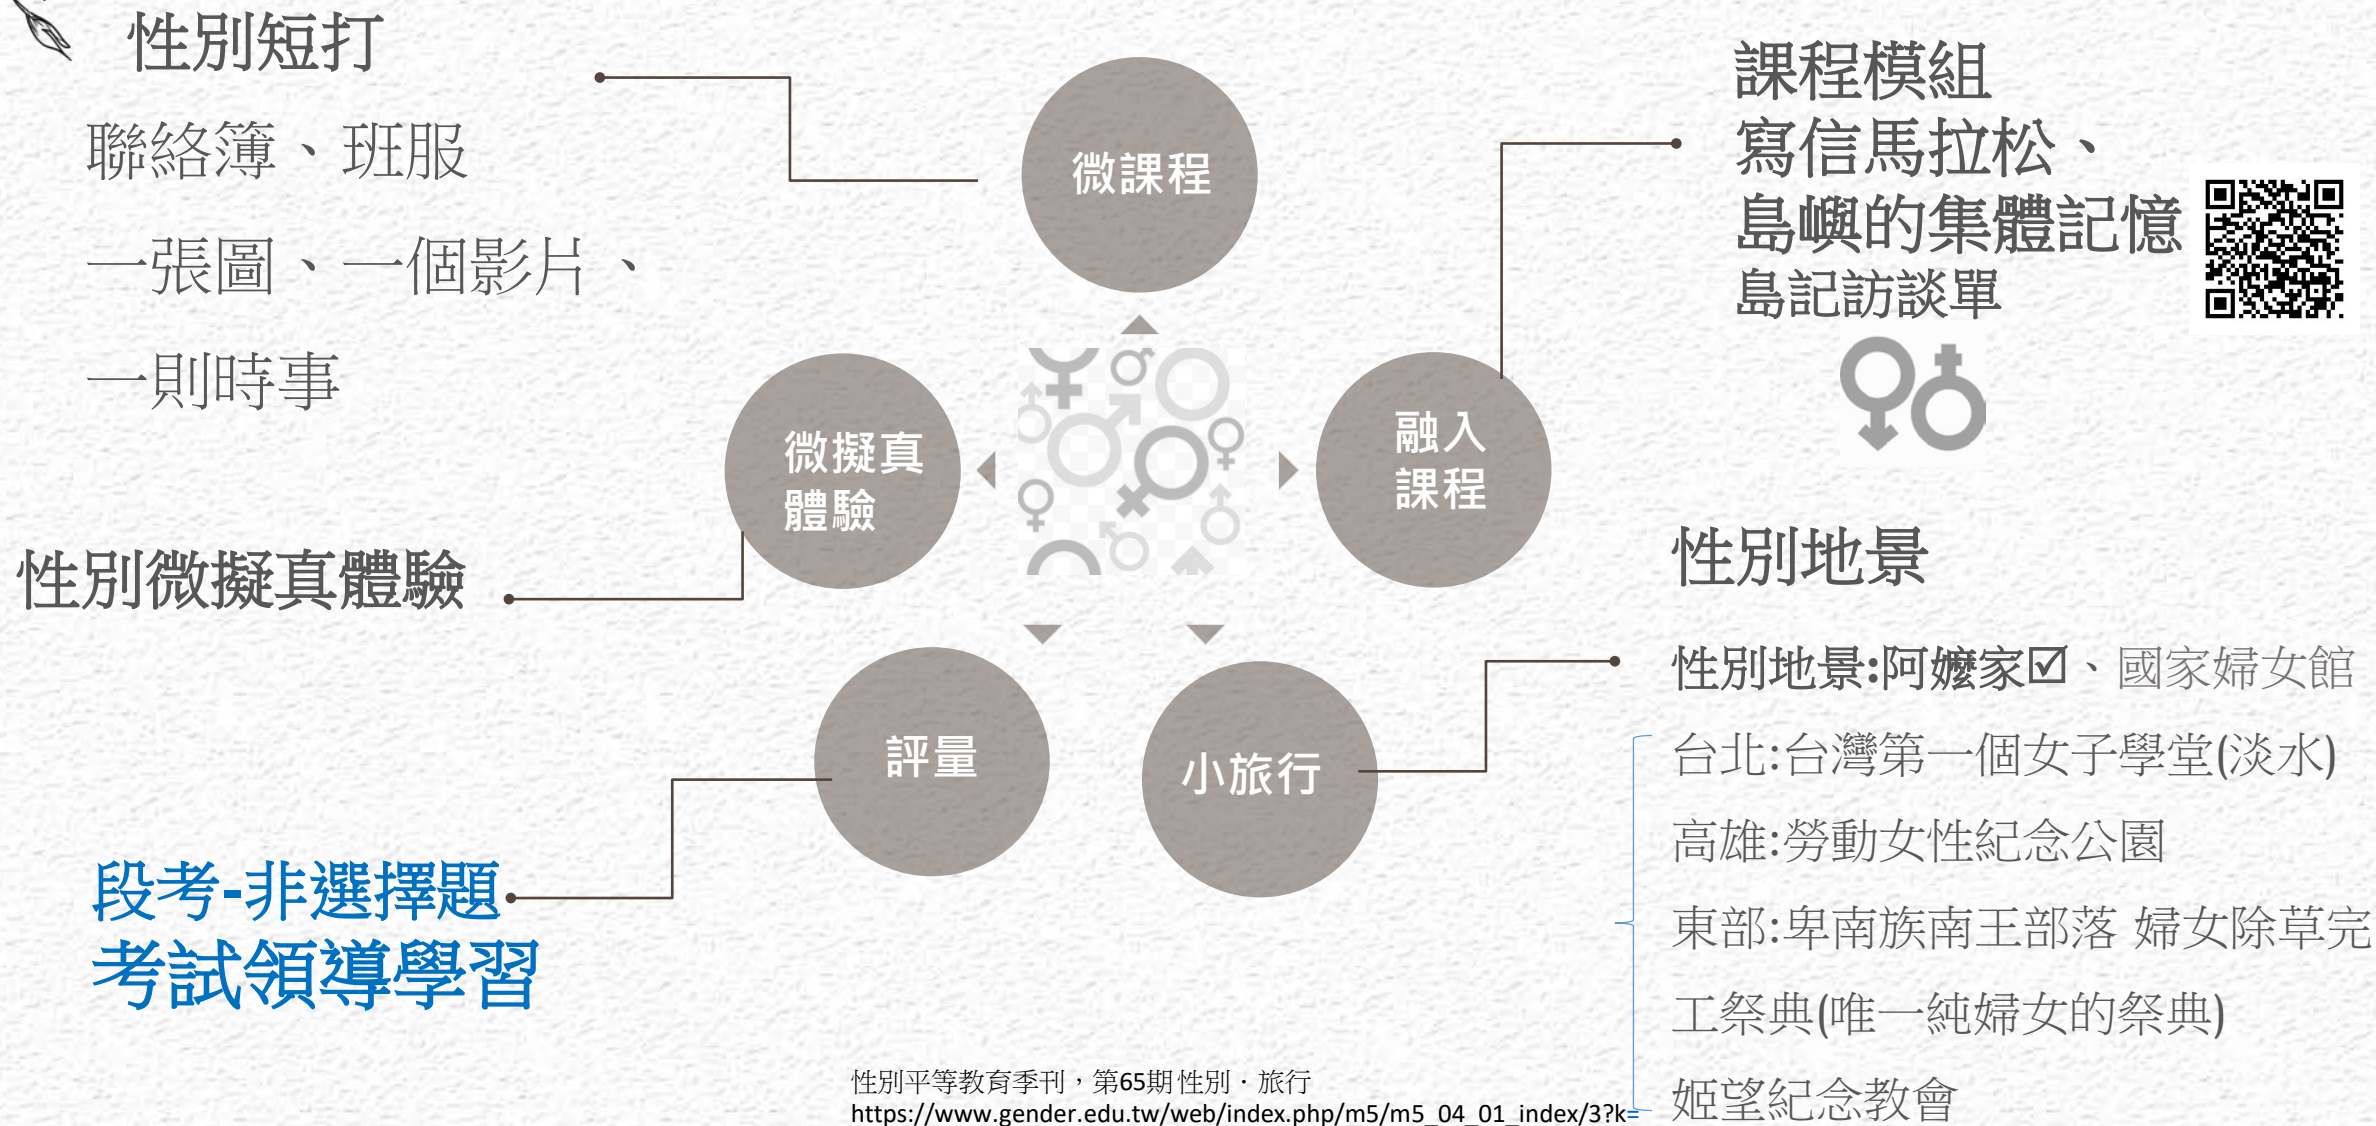 性別短打
聯絡簿、班服
一張圖、一個影片、
一則時事
微課程
課程模組
寫信馬拉松、
島嶼的集體記憶
島記訪談單
微擬真
體驗
融入
課程
性別微擬真體驗
性別地景
性別地景:阿嬤家☑、國家婦女館
台北:台灣第一個女子學堂(淡水)
高雄:勞動女性紀念公園
東部:卑南族南王部落 婦女除草完
工祭典(唯一純婦女的祭典)
姬望紀念教會
評量
小旅行
段考-非選擇題
考試領導學習
性別平等教育季刊，第65期 性別．旅行
https://www.gender.edu.tw/web/index.php/m5/m5_04_01_index/3?k=